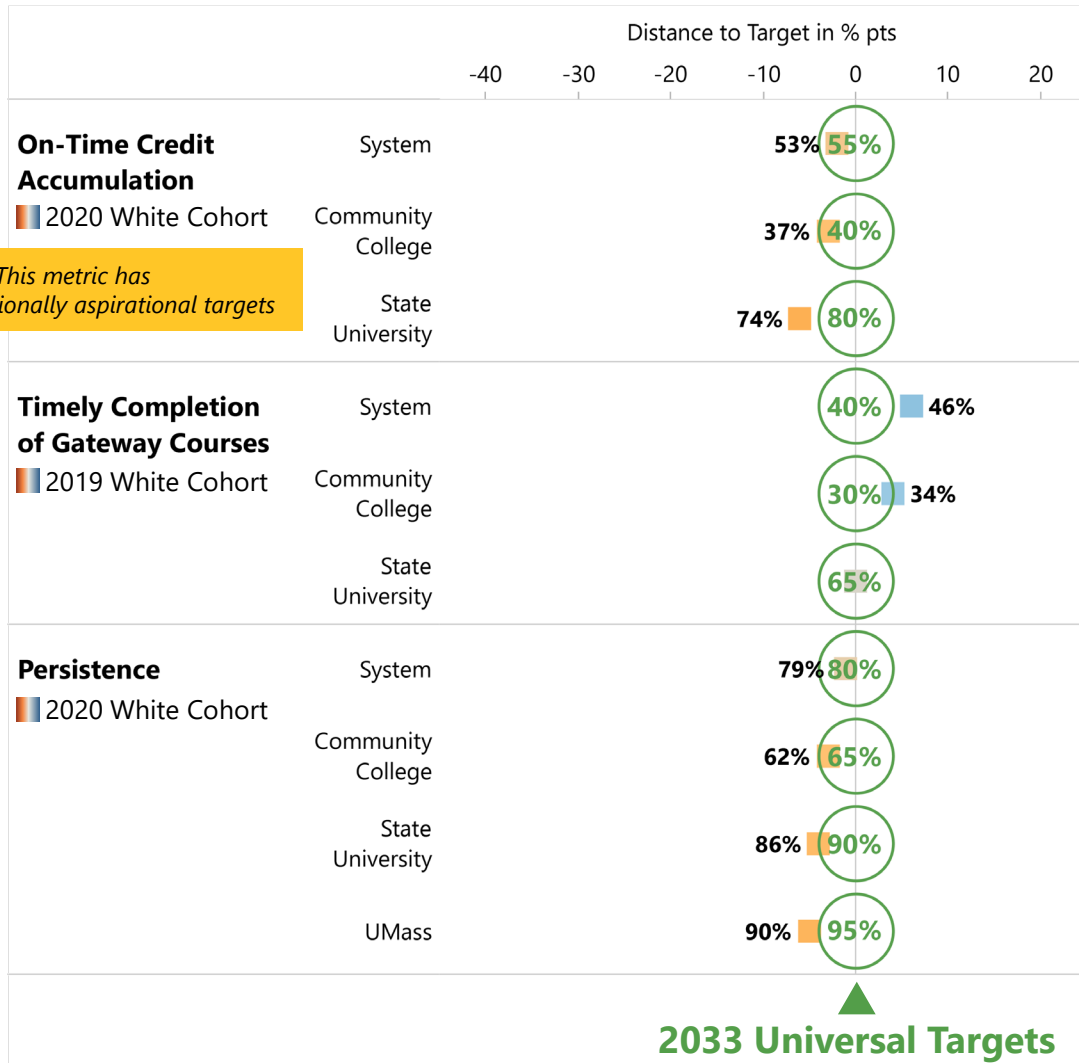 Distance to Target in % pts
-40 -30 -20 -10 0 10 20
On-Time Credit
Accumulation
2020 White Cohort
This metric has
ionally aspirational targets
System
53% 55%
Community
College
37% 40%
State
University
74% 80%
Timely Completion
of Gateway Courses
2019 White Cohort
System
40% 46%
Community
College
30% 34%
State
University
65%
Persistence
2020 White Cohort
System
79% 80%
Community
College
62% 65%
State
University
86% 90%
UMass
90% 95%
2033 Universal Targets